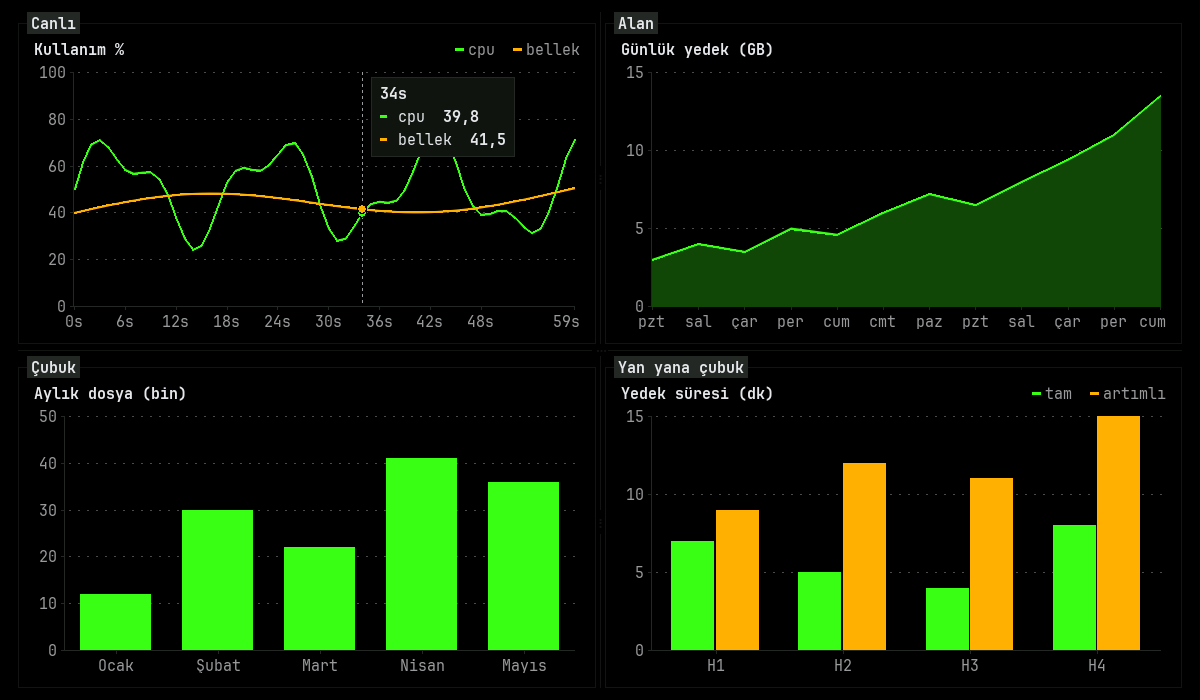 Canlı
Kullanım %
cpu bellek
100
80
60
40
20
0
34s
cpu 39,8
bellek 41,5
0s 6s 12s 18s 24s 30s 36s 42s 48s 59s
Alan
Günlük yedek (GB)
15
10
5
0
pzt sal çar per cum cmt paz pzt sal çar per cum
Çubuk
Aylık dosya (bin)
50
40
30
20
10
0
Ocak Şubat Mart Nisan Mayıs
Yan yana çubuk
Yedek süresi (dk)
tam artımlı
15
10
5
0
H1 H2 H3 H4